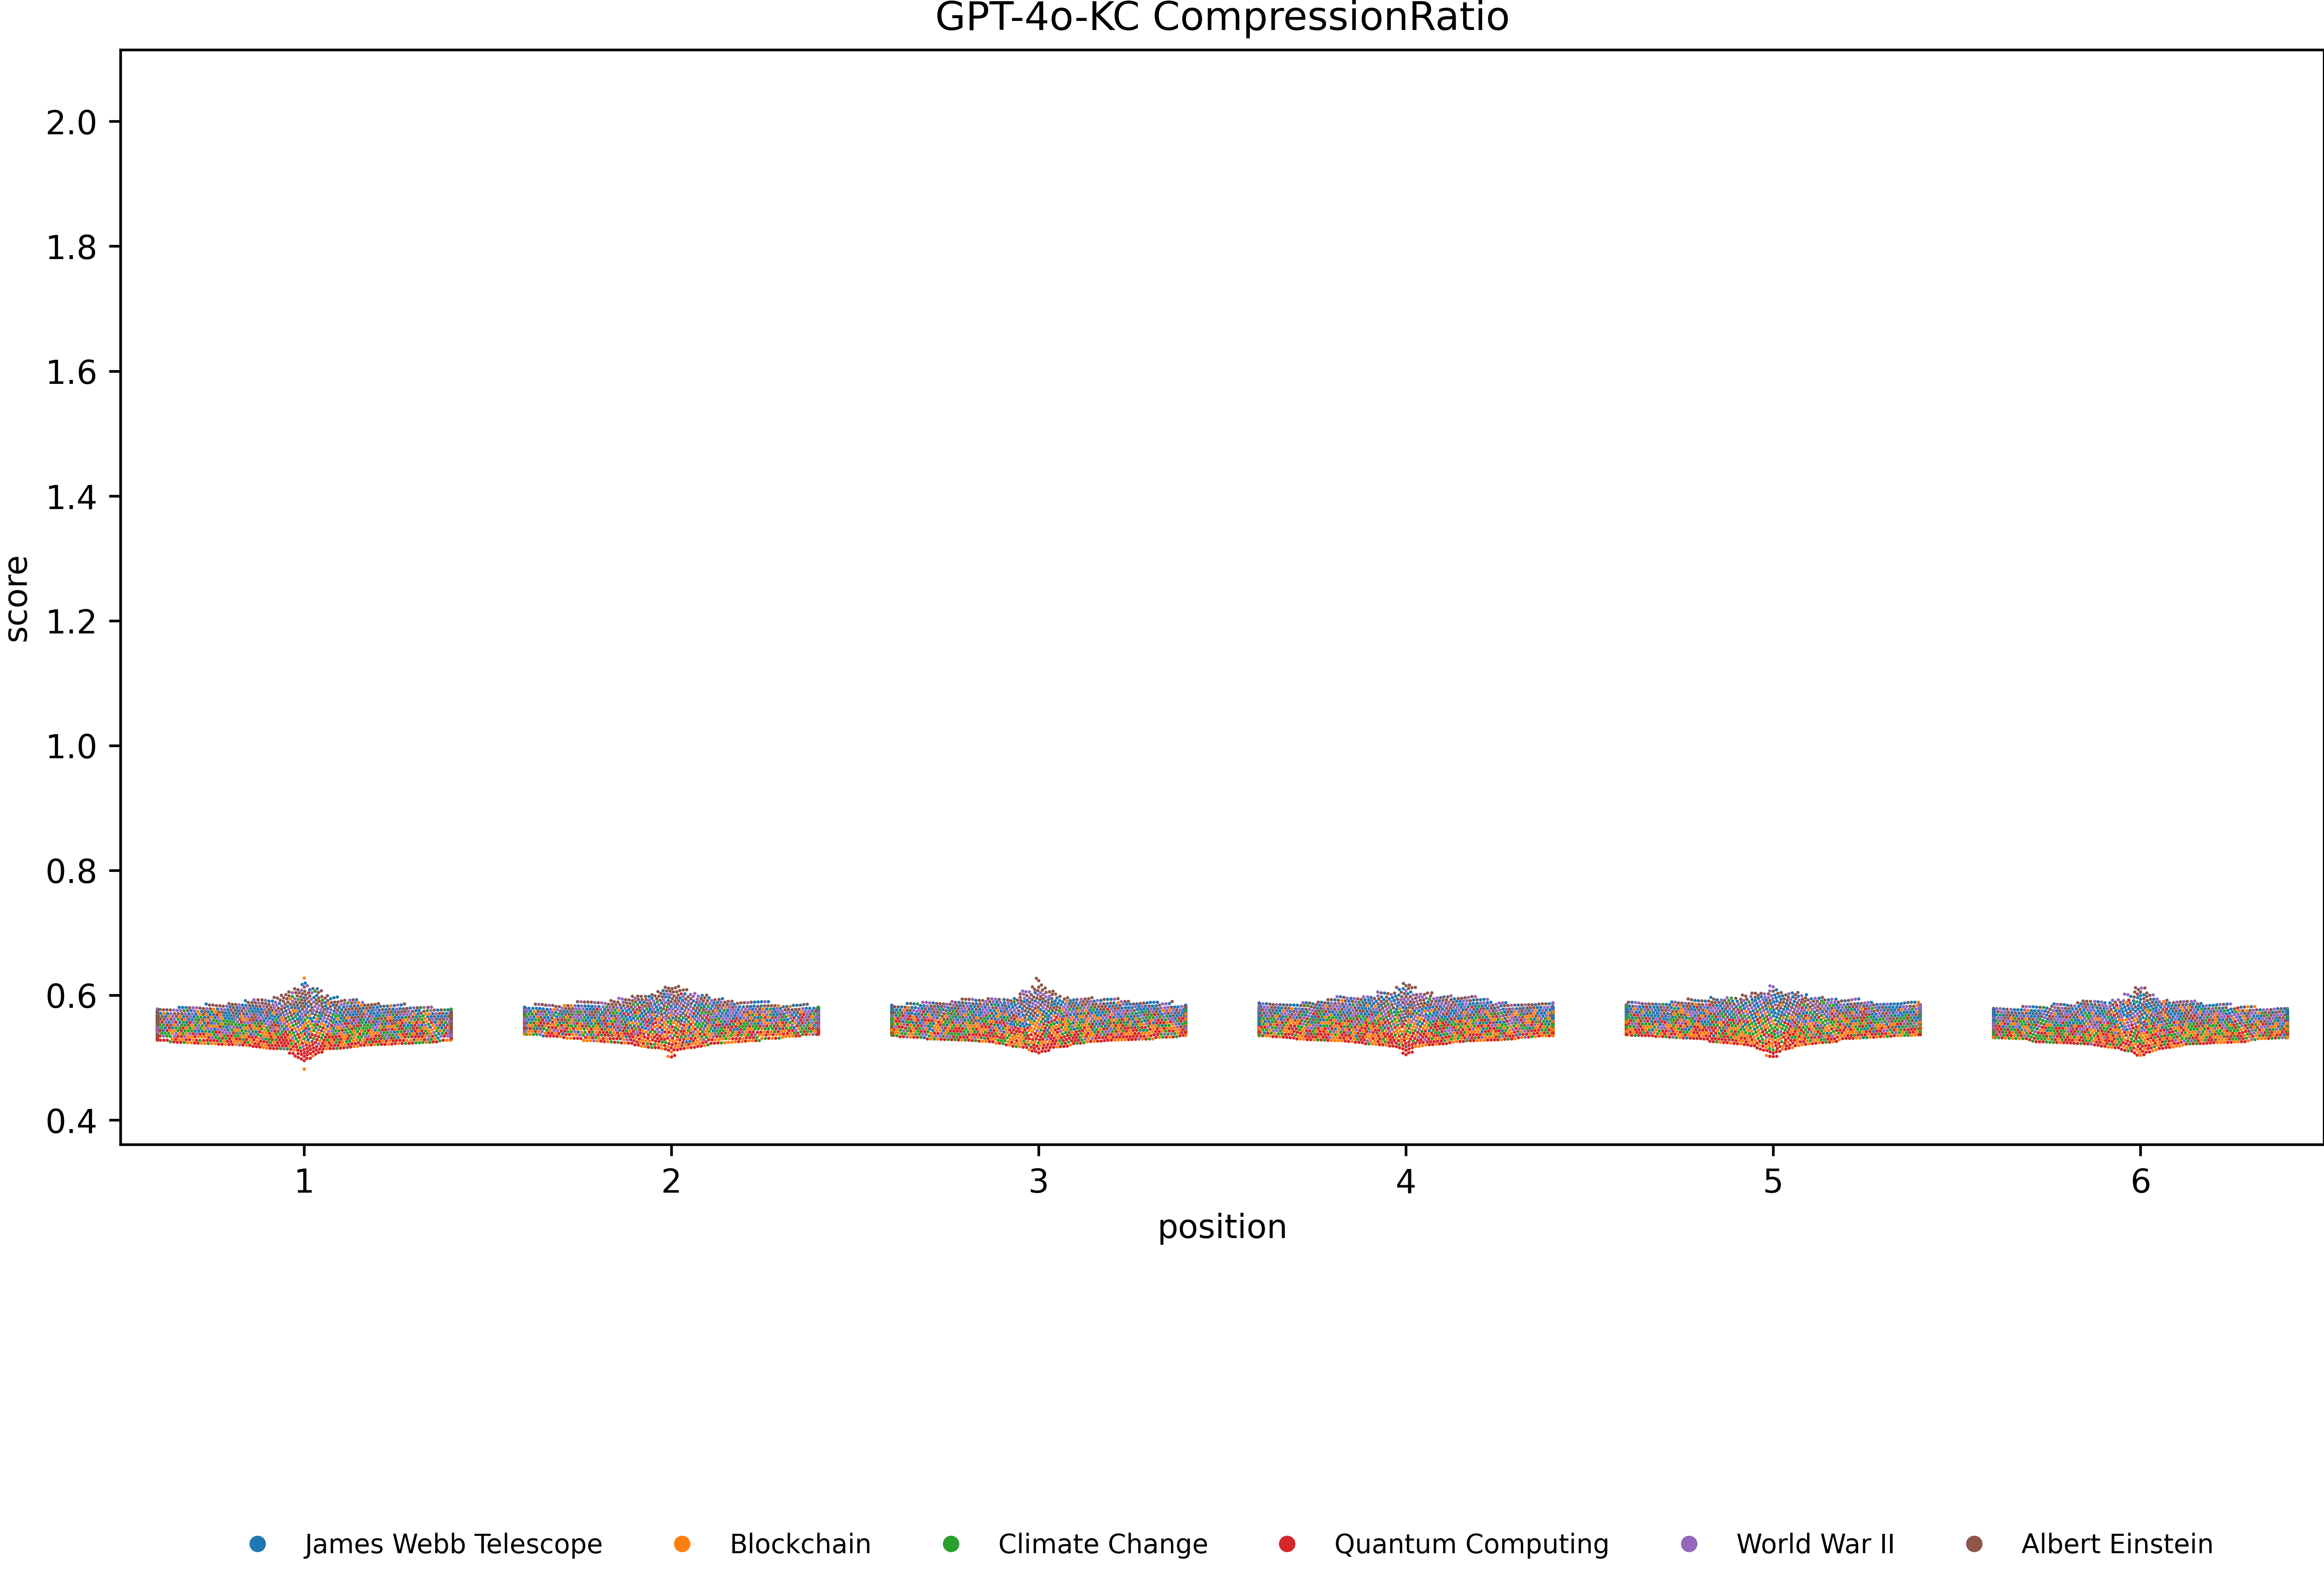 GPT-4o-KC CompressionRatio
score
2.0
1.8
1.6
1.4
1.2
1.0
0.8
0.6
0.4
1 2 3 4 5 6
position
James Webb Telescope Blockchain Climate Change Quantum Computing World War II Albert Einstein